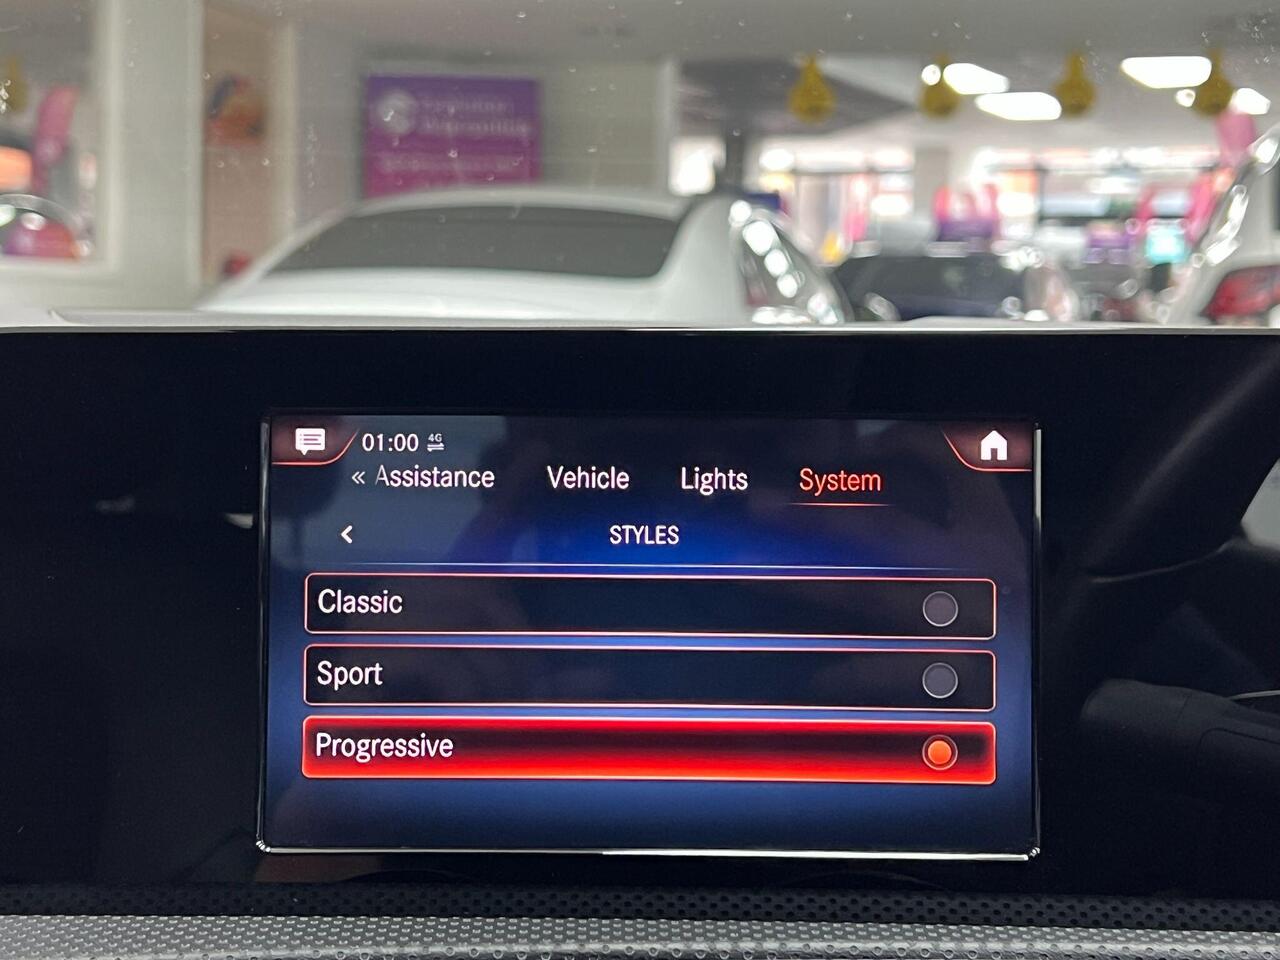 01:00 4G
« Assistance Vehicle Lights System
STYLES
Classic
Sport
Progressive